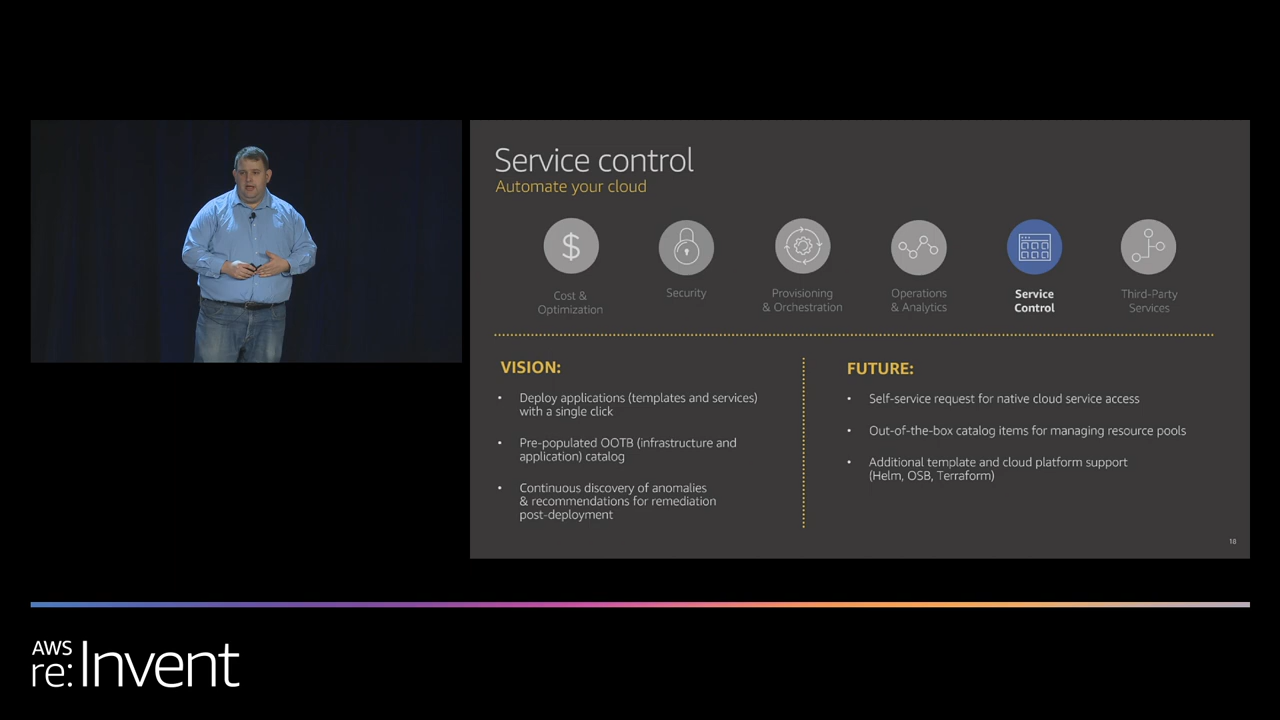 Service control
Automate your cloud
$
Cost &
Optimization
Security
Provisioning
& Orchestration
Operations
& Analytics
Service
Control
Third-Party
Services
VISION:
• Deploy applications (templates and services)
with a single click
• Pre-populated OOTB (infrastructure and
application) catalog
• Continuous discovery of anomalies
& recommendations for remediation
post-deployment
FUTURE:
• Self-service request for native cloud service access
• Out-of-the-box catalog items for managing resource pools
• Additional template and cloud platform support
(Helm, OSB, Terraform)
18
AWS
re:Invent